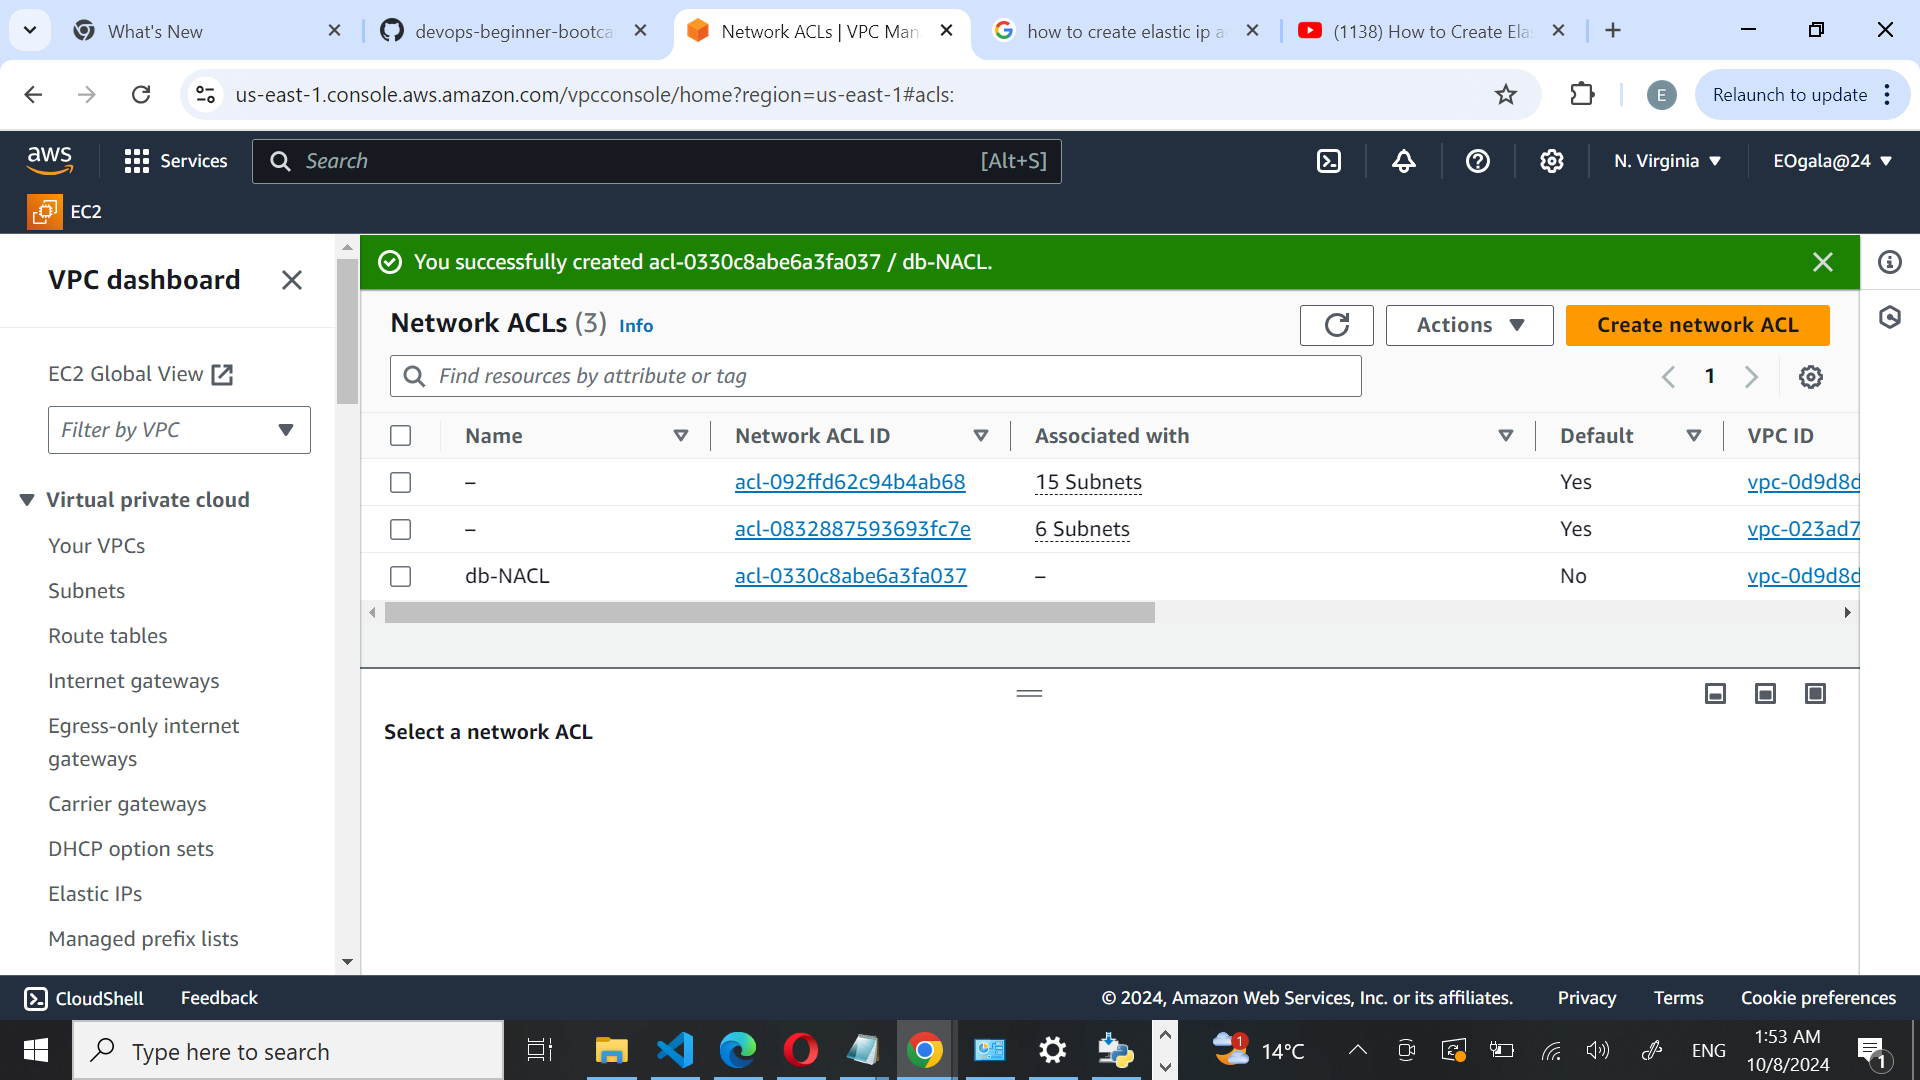 What's New
devops-beginner-bootca
Network ACLs | VPC Man
how to create elastic ip a
(1138) How to Create Ela
us-east-1.console.aws.amazon.com/vpcconsole/home?region=us-east-1#acls:
E
Relaunch to update
aws
Services
Search
[Alt+S]
N. Virginia
EOgala@24
EC2
VPC dashboard
EC2 Global View
Filter by VPC
Virtual private cloud
Your VPCs
Subnets
Route tables
Internet gateways
Egress-only internet
gateways
Carrier gateways
DHCP option sets
Elastic IPs
Managed prefix lists
You successfully created acl-0330c8abe6a3fa037 / db-NACL.
Network ACLs (3) Info
Actions
Create network ACL
Find resources by attribute or tag
1
Name Network ACL ID Associated with Default VPC ID
– acl-092ffd62c94b4ab68 15 Subnets Yes vpc-0d9d8d
– acl-0832887593693fc7e 6 Subnets Yes vpc-023ad7
db-NACL acl-0330c8abe6a3fa037 – No vpc-0d9d8d
Select a network ACL
CloudShell
Feedback
© 2024, Amazon Web Services, Inc. or its affiliates.
Privacy
Terms
Cookie preferences
Type here to search
1
14°C
ENG
1:53 AM
10/8/2024
1